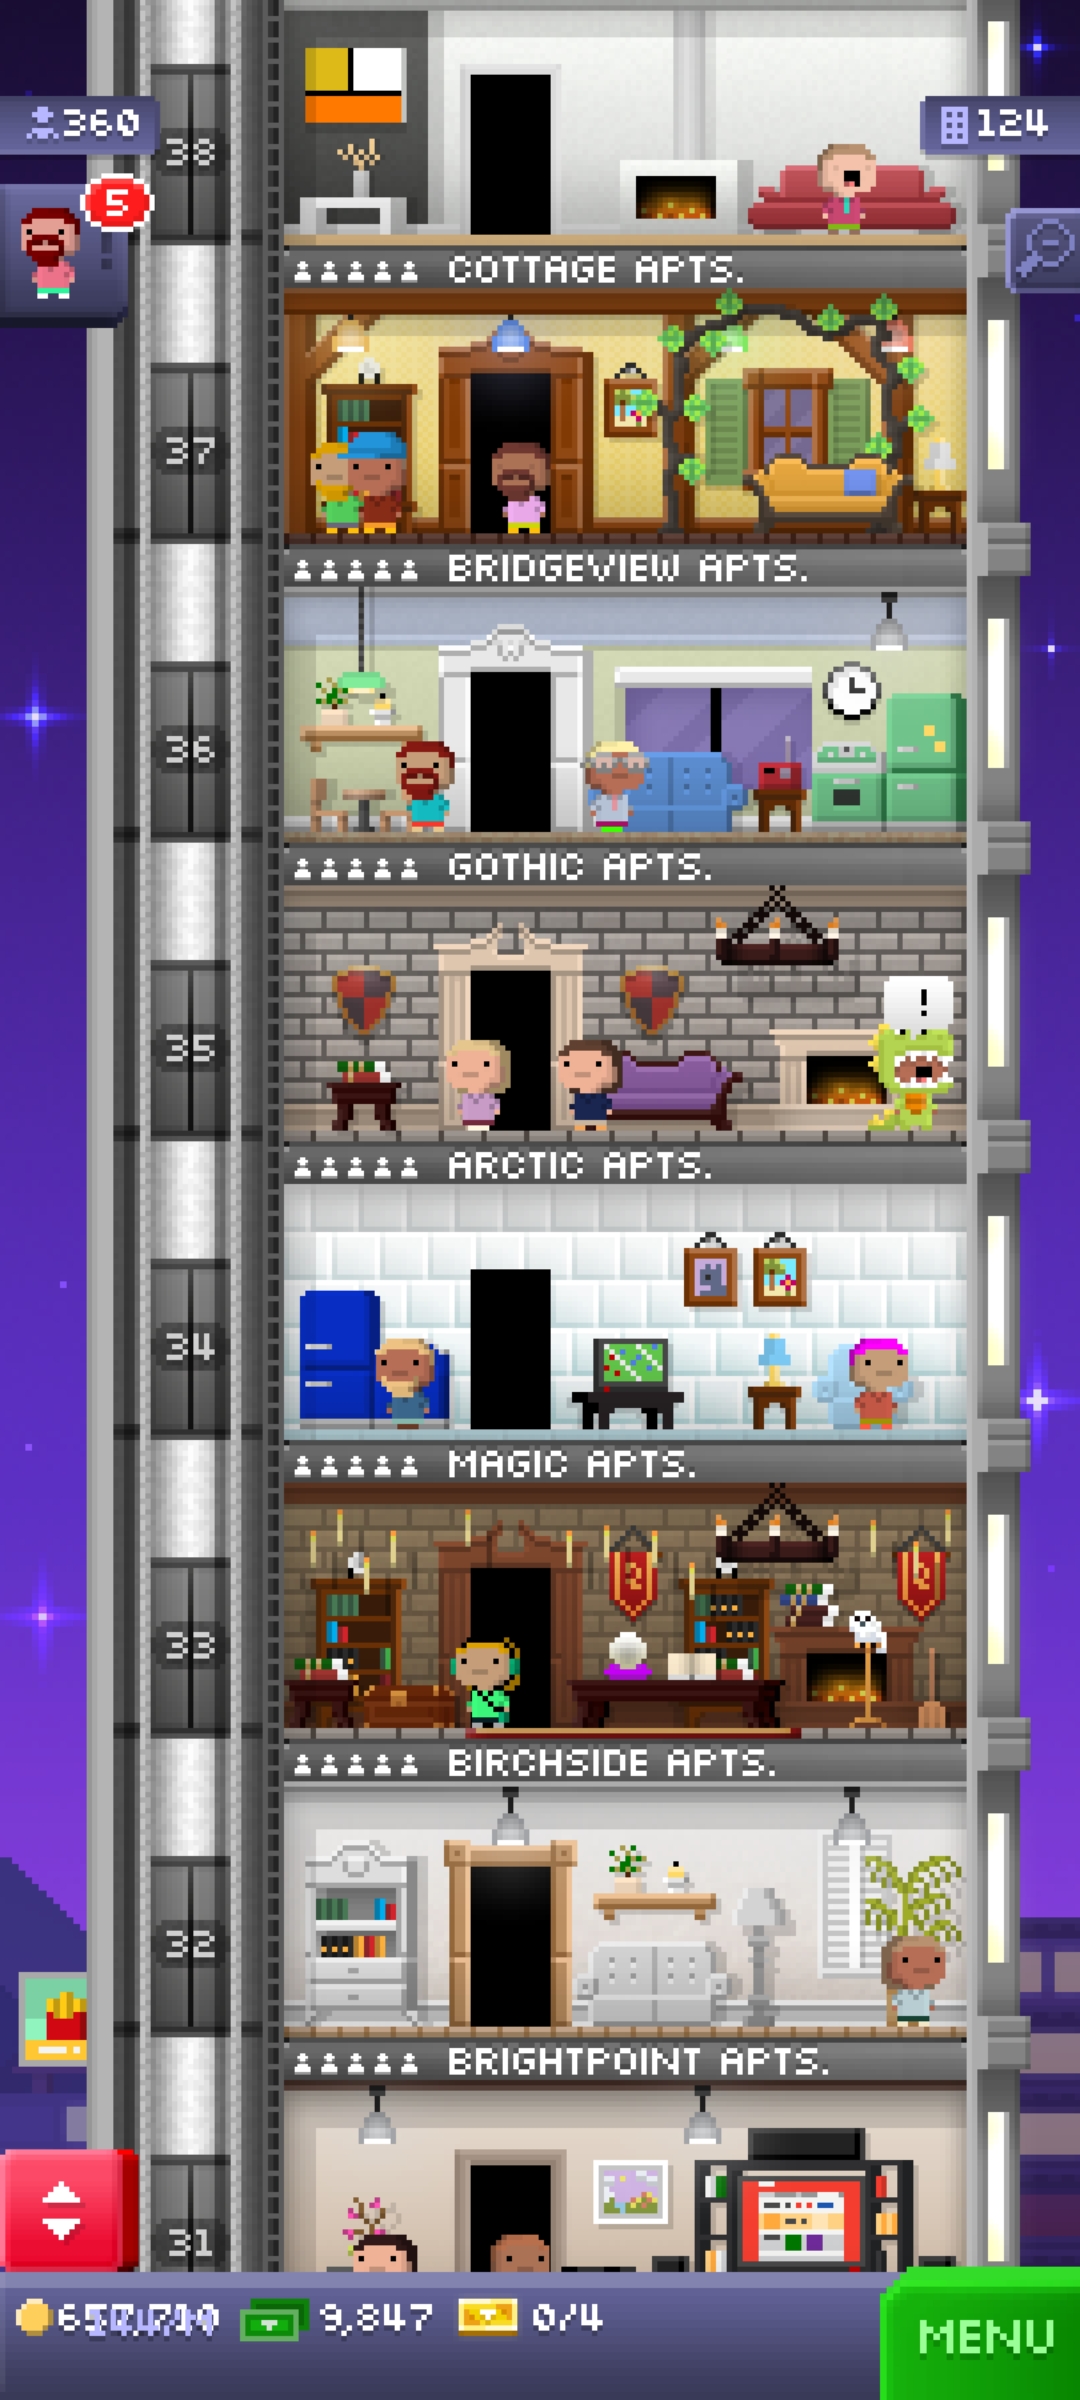 360
124
38
5
COTTAGE APTS.
37
BRIDGEVIEW APTS.
36
GOTHIC APTS.
35
!
ARCTIC APTS.
34
MAGIC APTS.
33
BIRCHSIDE APTS.
32
BRIGHTPOINT APTS.
31
9,847
0/4
MENU